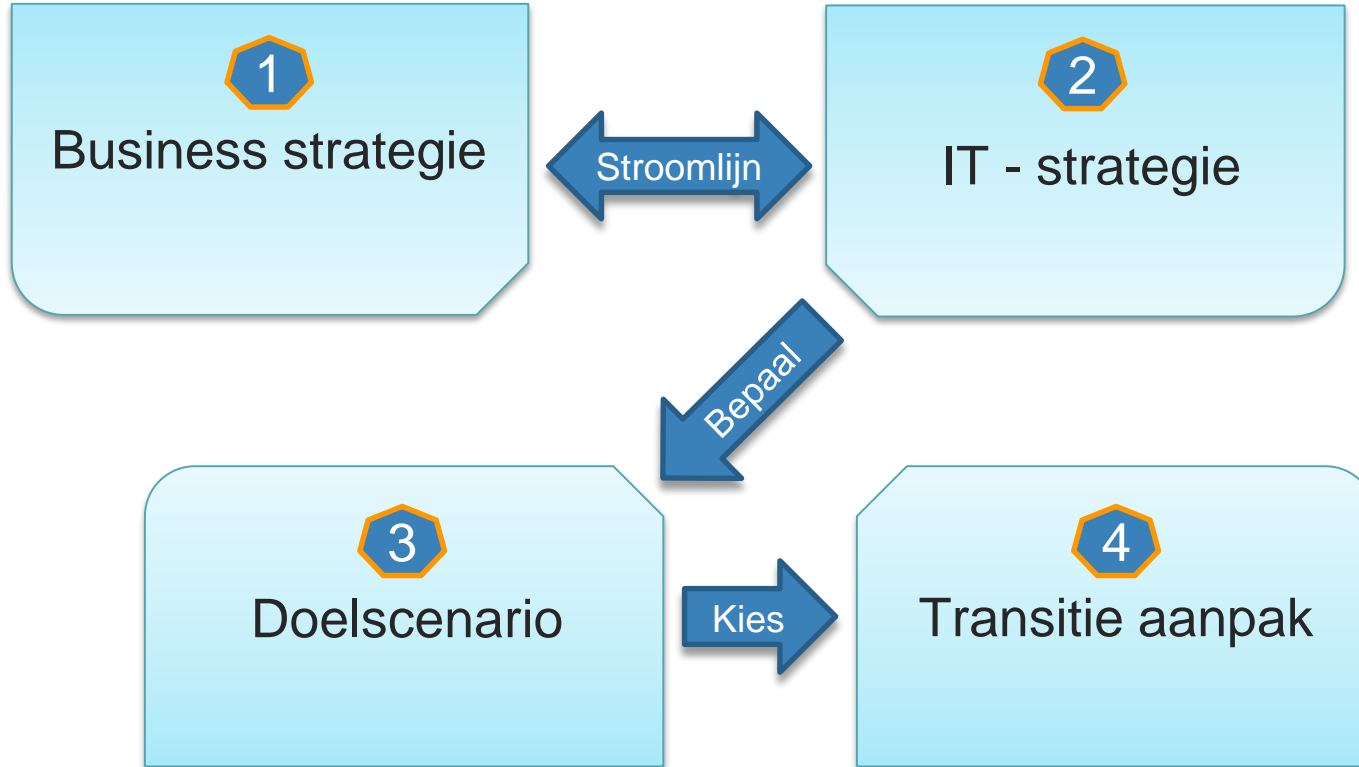 1
Business strategie
Stroomlijn
2
IT - strategie
Bepaal
3
Doelscenario
Kies
4
Transitie aanpak